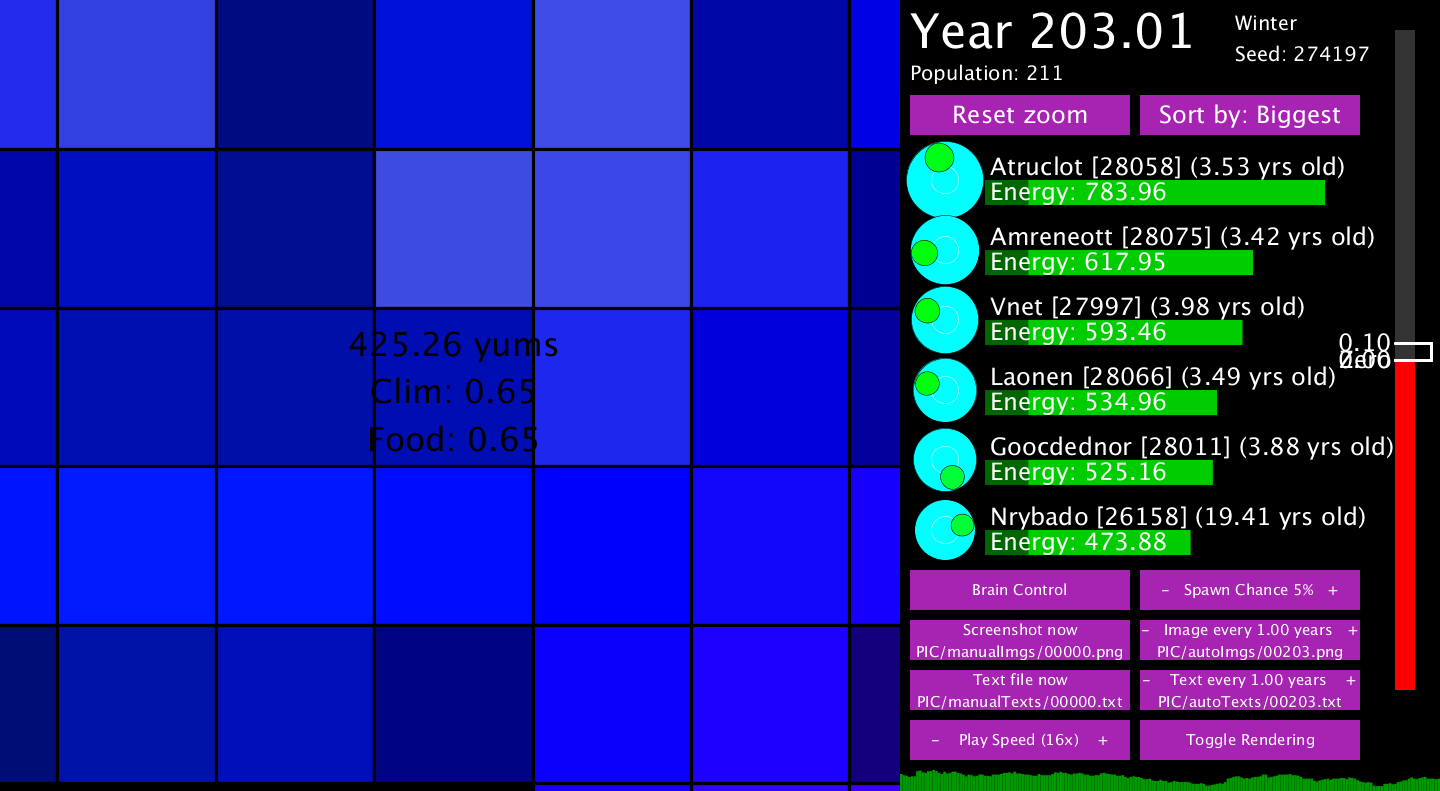 425.26 yums
Clim: 0.65
Food: 0.65
Year 203.01
Winter
Seed: 274197
Population: 211
Reset zoom
Sort by: Biggest
Atruclot [28058] (3.53 yrs old)
Energy: 783.96
Amreneott [28075] (3.42 yrs old)
Energy: 617.95
Vnet [27997] (3.98 yrs old)
Energy: 593.46
0.10
Zero
Laonen [28066] (3.49 yrs old)
Energy: 534.96
Goocdednor [28011] (3.88 yrs old)
Energy: 525.16
Nrybado [26158] (19.41 yrs old)
Energy: 473.88
Brain Control
- Spawn Chance 5% +
Screenshot now
PIC/manualImgs/00000.png
- Image every 1.00 years +
PIC/autoImgs/00203.png
Text file now
PIC/manualTexts/00000.txt
- Text every 1.00 years +
PIC/autoTexts/00203.txt
- Play Speed (16x) +
Toggle Rendering